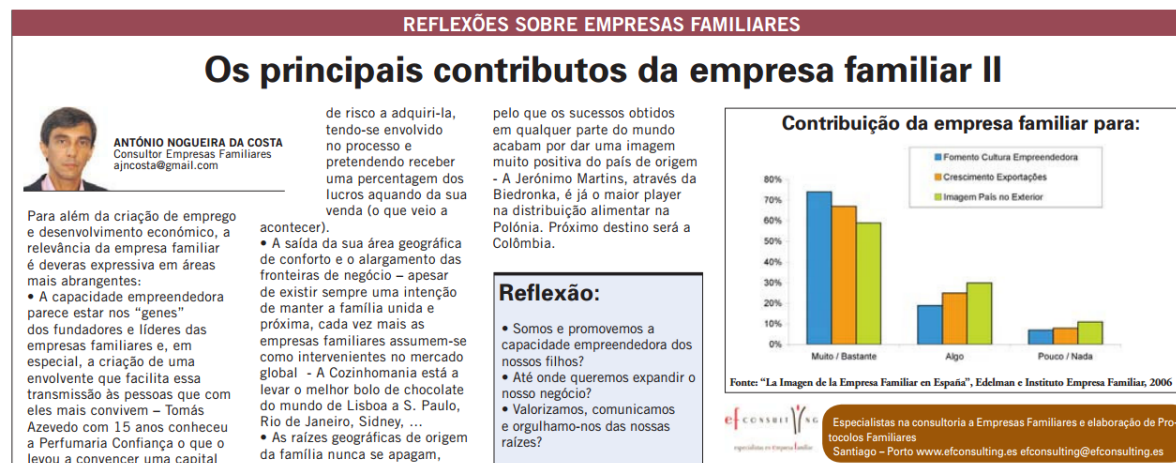 REFLEXÕES SOBRE EMPRESAS FAMILIARES
Os principais contributos da empresa familiar II
ANTÓNIO NOGUEIRA DA COSTA
Consultor Empresas Familiares
ajncosta@gmail.com
Para além da criação de emprego
e desenvolvimento económico, a
relevância da empresa familiar
é deveras expressiva em áreas
mais abrangentes:
• A capacidade empreendedora
parece estar nos “genes”
dos fundadores e líderes das
empresas familiares e, em
especial, a criação de uma
envolvente que facilita essa
transmissão às pessoas que com
eles mais convivem – Tomás
Azevedo com 15 anos conheceu
a Perfumaria Confiança o que o
levou a convencer uma capital
de risco a adquiri-la,
tendo-se envolvido
no processo e
pretendendo receber
uma percentagem dos
lucros aquando da sua
venda (o que veio a
acontecer).
• A saída da sua área geográfica
de conforto e o alargamento das
fronteiras de negócio – apesar
de existir sempre uma intenção
de manter a família unida e
próxima, cada vez mais as
empresas familiares assumem-se
como intervenientes no mercado
global - A Cozinhomania está a
levar o melhor bolo de chocolate
do mundo de Lisboa a S. Paulo,
Rio de Janeiro, Sidney, ...
• As raízes geográficas de origem
da família nunca se apagam,
pelo que os sucessos obtidos
em qualquer parte do mundo
acabam por dar uma imagem
muito positiva do país de origem
- A Jerónimo Martins, através da
Biedronka, é já o maior player
na distribuição alimentar na
Polónia. Próximo destino será a
Colômbia.
Reflexão:
• Somos e promovemos a
capacidade empreendedora dos
nossos filhos?
• Até onde queremos expandir o
nosso negócio?
• Valorizamos, comunicamos
e orgulhamo-nos das nossas
raízes?
Contribuição da empresa familiar para:
Fomento Cultura Empreendedora
Crescimento Exportações
Imagem País no Exterior
80%
70%
60%
50%
40%
30%
20%
10%
0%
Muito / Bastante
Algo
Pouco / Nada
Fonte: “La Imagen de la Empresa Familiar en España”, Edelman e Instituto Empresa Familiar, 2006
ef CONSULTING
especialistas en empresa familiar
Especialistas na consultoria a Empresas Familiares e elaboração de Pro-
tocolos Familiares
Santiago – Porto www.efconsulting.es efconsulting@efconsulting.es